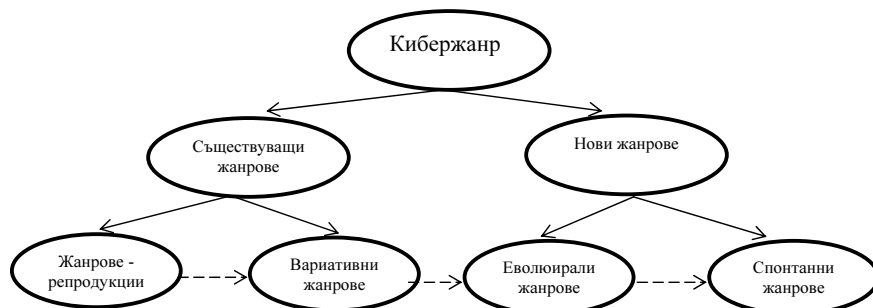 Кибержанр
Съществуващи
жанрове
Нови жанрове
Жанрове -
репродукции
Вариативни
жанрове
Еволюирали
жанрове
Спонтанни
жанрове